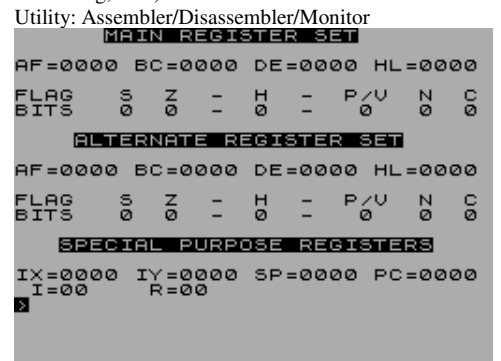 Utility: Assembler/Disassembler/Monitor
MAIN REGISTER SET
AF=0000 BC=0000 DE=0000 HL=0000
FLAG S Z - H - P/V N C
BITS 0 0 - 0 - 0 0 0
ALTERNATE REGISTER SET
AF=0000 BC=0000 DE=0000 HL=0000
FLAG S Z - H - P/V N C
BITS 0 0 - 0 - 0 0 0
SPECIAL PURPOSE REGISTERS
IX=0000 IY=0000 SP=0000 PC=0000
I=00 R=00
>